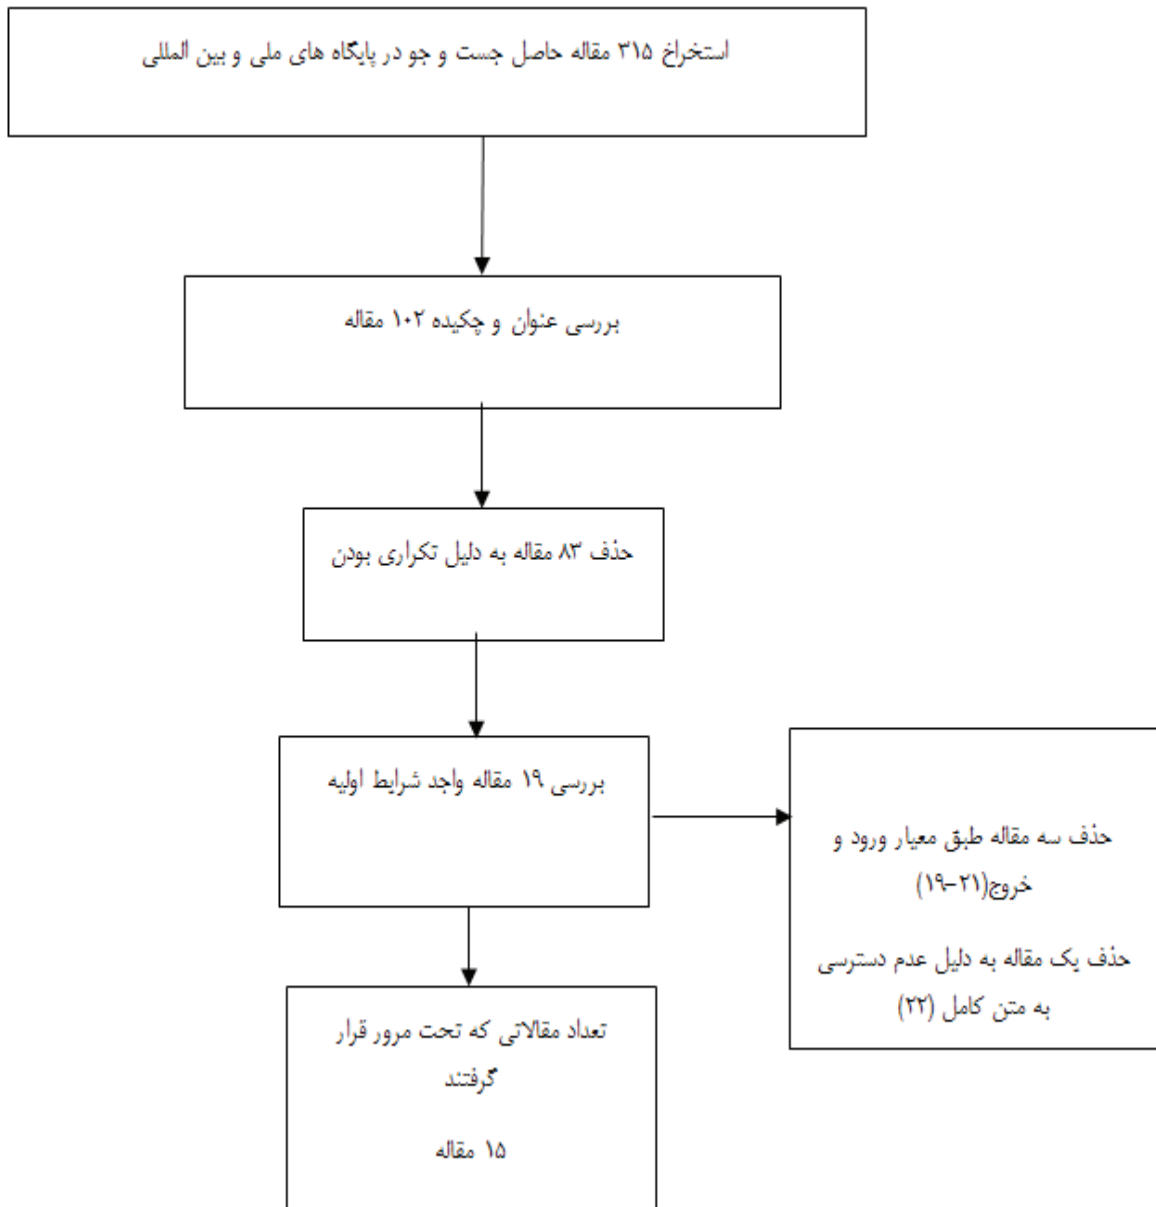 استخراخ ۳۱۵ مقاله حاصل جست و جو در پایگاه های ملی و بین المللی
بررسی عنوان و چکیده ۱۰۲ مقاله
حذف ۸۳ مقاله به دلیل تکراری بودن
بررسی ۱۹ مقاله واجد شرایط اولیه
حذف سه مقاله طبق معیار ورود و
خروج(۲۱-۱۹)
حذف یک مقاله به دلیل عدم دسترسی
به متن کامل (۲۲)
تعداد مقالاتی که تحت مرور قرار
گرفتند
۱۵ مقاله